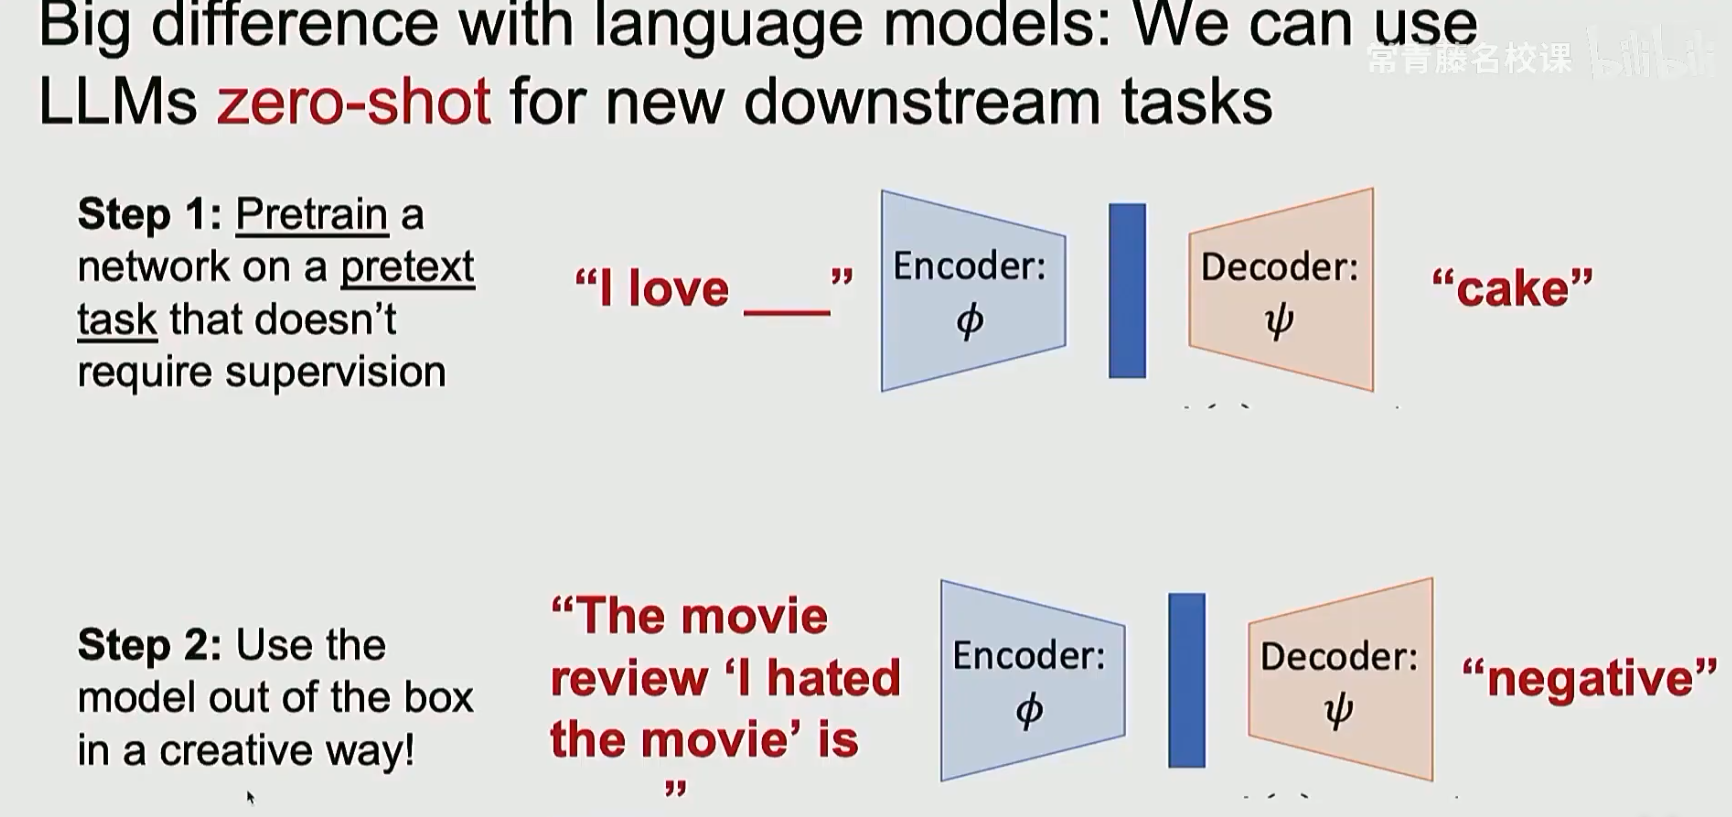 Big difference with language models: We can use
常青藤名校课 bilibili
LLMs zero-shot for new downstream tasks
Step 1: Pretrain a
network on a pretext
task that doesn't
require supervision
“I love ___”
Encoder:
ϕ
Decoder:
ψ
“cake”
Step 2: Use the
model out of the box
in a creative way!
“The movie
review ‘I hated
the movie’ is
”
Encoder:
ϕ
Decoder:
ψ
“negative”